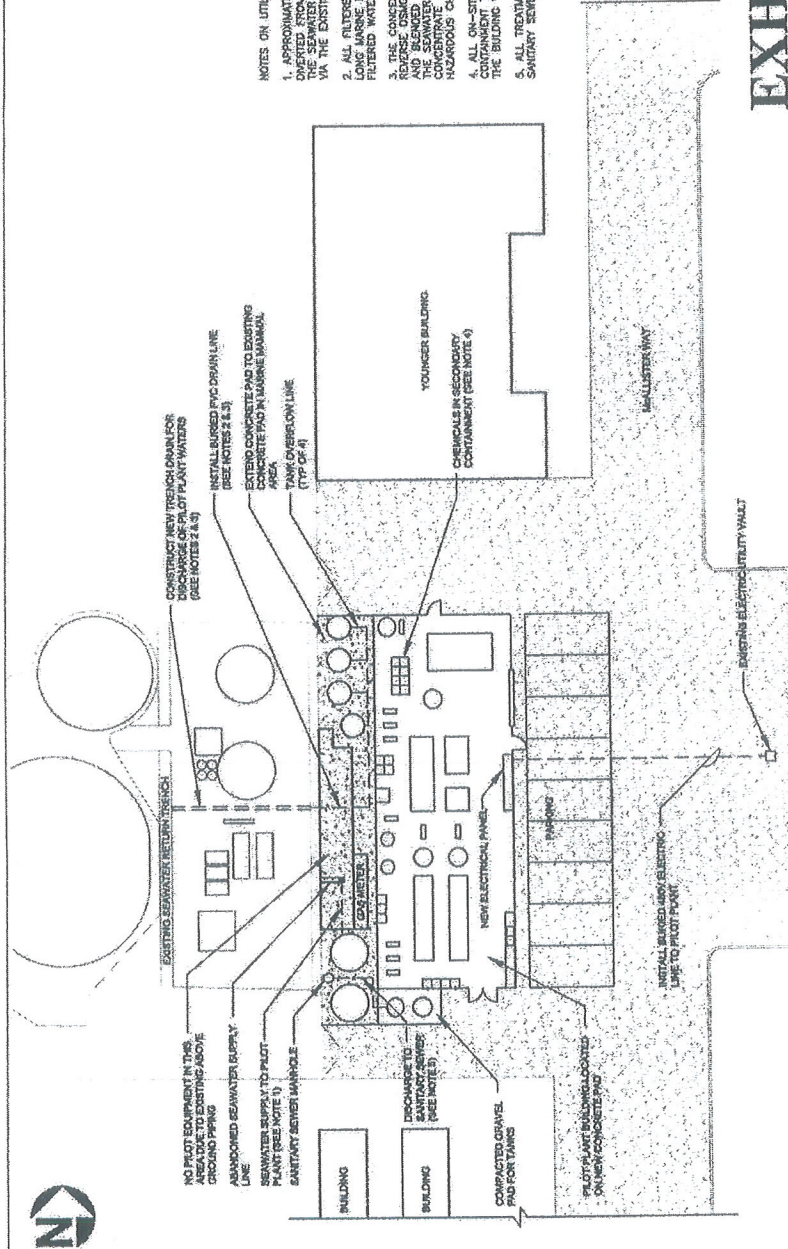 NOTES ON UTIL
1. APPROXIMAT
DIVERTED FROM
THE SEAWATER
VIA THE EXISTI
2. ALL FILTERE
LONG MARINE
FILTERED WATE
3. THE CONCE
REVERSE OSMO
AND BLENDED
THE SEAWATER
CONCENTRATE
HAZARDOUS C
4. ALL ON-SIT
CONTAINMENT
THE BUILDING
5. ALL TREAT
SANITARY SEW
EXH
N
CONSTRUCT NEW TRENCH DRAIN FOR
DISCHARGE OF PILOT PLANT WATERS
(SEE NOTES 2 & 3)
INSTALL BURIED PVC DRAIN LINE
(SEE NOTES 2 & 3)
EXTEND CONCRETE PAD TO EXISTING
CONCRETE PAD IN MARINE MAMMAL
AREA
TANK OVERFLOW LINE
(TYP OF 4)
YOUNGER BUILDING
CHEMICALS IN SECONDARY
CONTAINMENT (SEE NOTE 4)
McALLISTER WAY
EXISTING ELECTRIC UTILITY VAULT
EXISTING SEAWATER RETURN TRENCH
GAS METER
NEW ELECTRICAL PANEL
PARKING
INSTALL BURIED 480V ELECTRIC
LINE TO PILOT PLANT
NO PILOT EQUIPMENT IN THIS
AREA DUE TO EXISTING ABOVE
GROUND PIPING
ABANDONED SEAWATER SUPPLY
LINE
SEAWATER SUPPLY TO PILOT
PLANT (SEE NOTE 1)
SANITARY SEWER MANHOLE
DISCHARGE TO
SANITARY SEWER
(SEE NOTE 5)
BUILDING
BUILDING
COMPACTED GRAVEL
PAD FOR TANKS
PILOT PLANT BUILDING LOCATED
ON NEW CONCRETE PAD